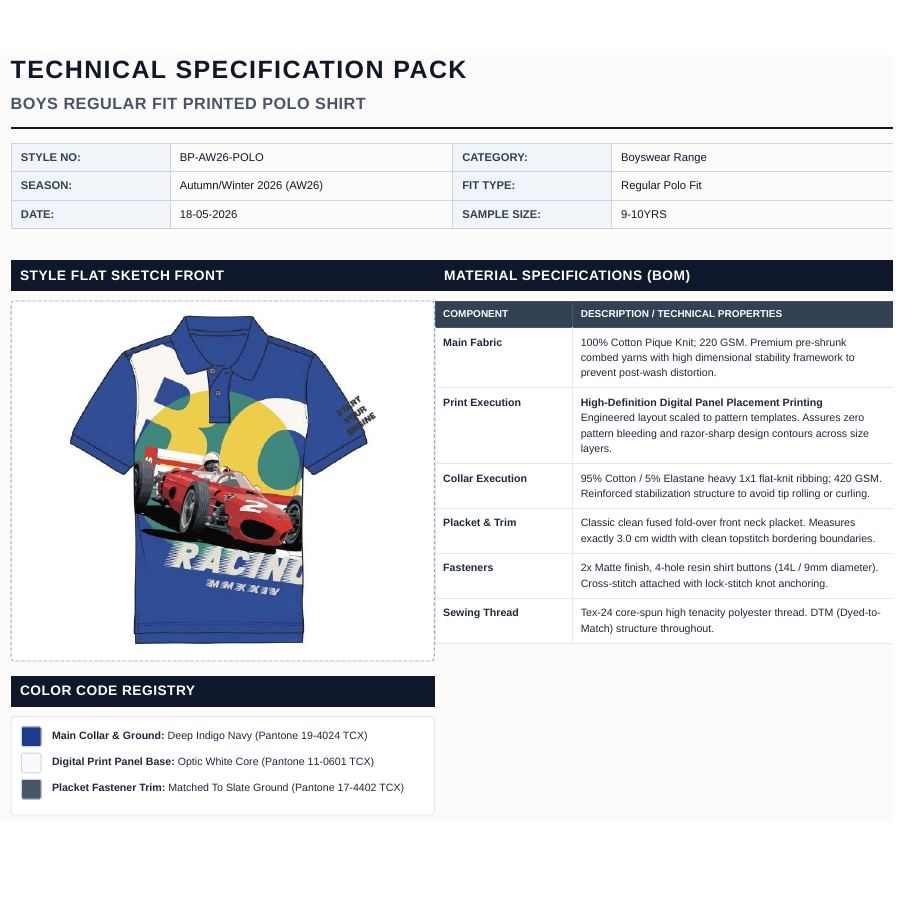 TECHNICAL SPECIFICATION PACK
BOYS REGULAR FIT PRINTED POLO SHIRT
STYLE NO: BP-AW26-POLO CATEGORY: Boyswear Range
SEASON: Autumn/Winter 2026 (AW26) FIT TYPE: Regular Polo Fit
DATE: 18-05-2026 SAMPLE SIZE: 9-10YRS
STYLE FLAT SKETCH FRONT
START
YOUR
ENGINE
2
RACING
MMXXIV
MATERIAL SPECIFICATIONS (BOM)
COMPONENT DESCRIPTION / TECHNICAL PROPERTIES
Main Fabric 100% Cotton Pique Knit; 220 GSM. Premium pre-shrunk
combed yarns with high dimensional stability framework to
prevent post-wash distortion.
Print Execution High-Definition Digital Panel Placement Printing
Engineered layout scaled to pattern templates. Assures zero
pattern bleeding and razor-sharp design contours across size
layers.
Collar Execution 95% Cotton / 5% Elastane heavy 1x1 flat-knit ribbing; 420 GSM.
Reinforced stabilization structure to avoid tip rolling or curling.
Placket & Trim Classic clean fused fold-over front neck placket. Measures
exactly 3.0 cm width with clean topstitch bordering boundaries.
Fasteners 2x Matte finish, 4-hole resin shirt buttons (14L / 9mm diameter).
Cross-stitch attached with lock-stitch knot anchoring.
Sewing Thread Tex-24 core-spun high tenacity polyester thread. DTM (Dyed-to-
Match) structure throughout.
COLOR CODE REGISTRY
Main Collar & Ground: Deep Indigo Navy (Pantone 19-4024 TCX)
Digital Print Panel Base: Optic White Core (Pantone 11-0601 TCX)
Placket Fastener Trim: Matched To Slate Ground (Pantone 17-4402 TCX)